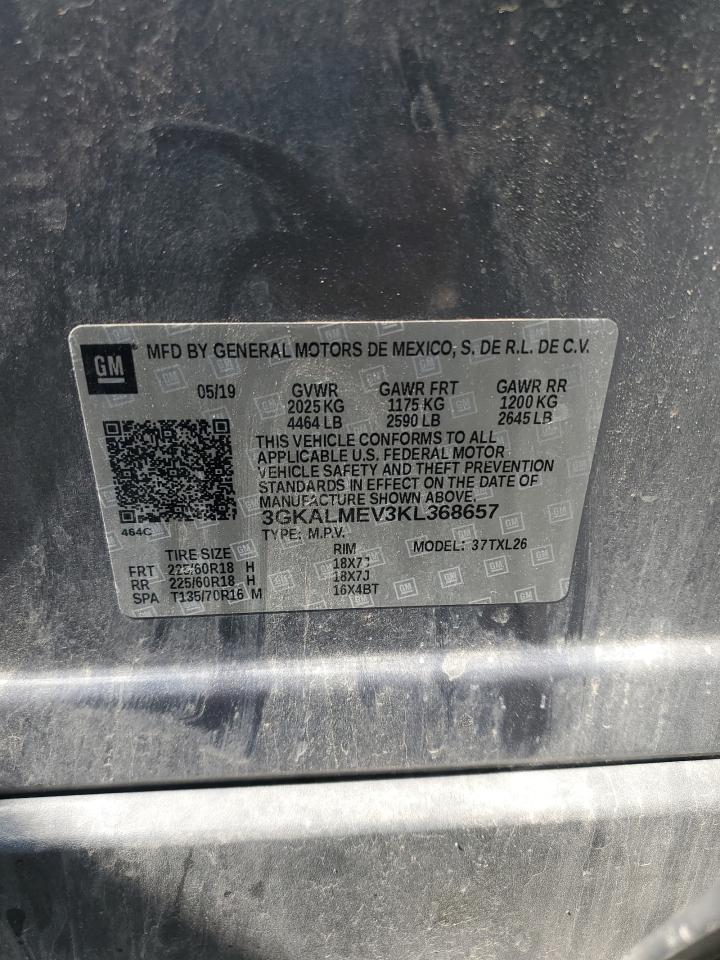 GM MFD BY GENERAL MOTORS DE MEXICO, S. DE R.L. DE C.V.
05/19 GVWR GAWR FRT GAWR RR
2025 KG 1175 KG 1200 KG
4464 LB 2590 LB 2645 LB
THIS VEHICLE CONFORMS TO ALL
APPLICABLE U.S. FEDERAL MOTOR
VEHICLE SAFETY AND THEFT PREVENTION
STANDARDS IN EFFECT ON THE DATE OF
MANUFACTURE SHOWN ABOVE.
3GKALMEV3KL368657
464C TYPE: M.P.V. MODEL: 37TXL26
TIRE SIZE RIM
FRT 225/60R18 H 18X7J
RR 225/60R18 H 18X7J
SPA T135/70R16 M 16X4BT